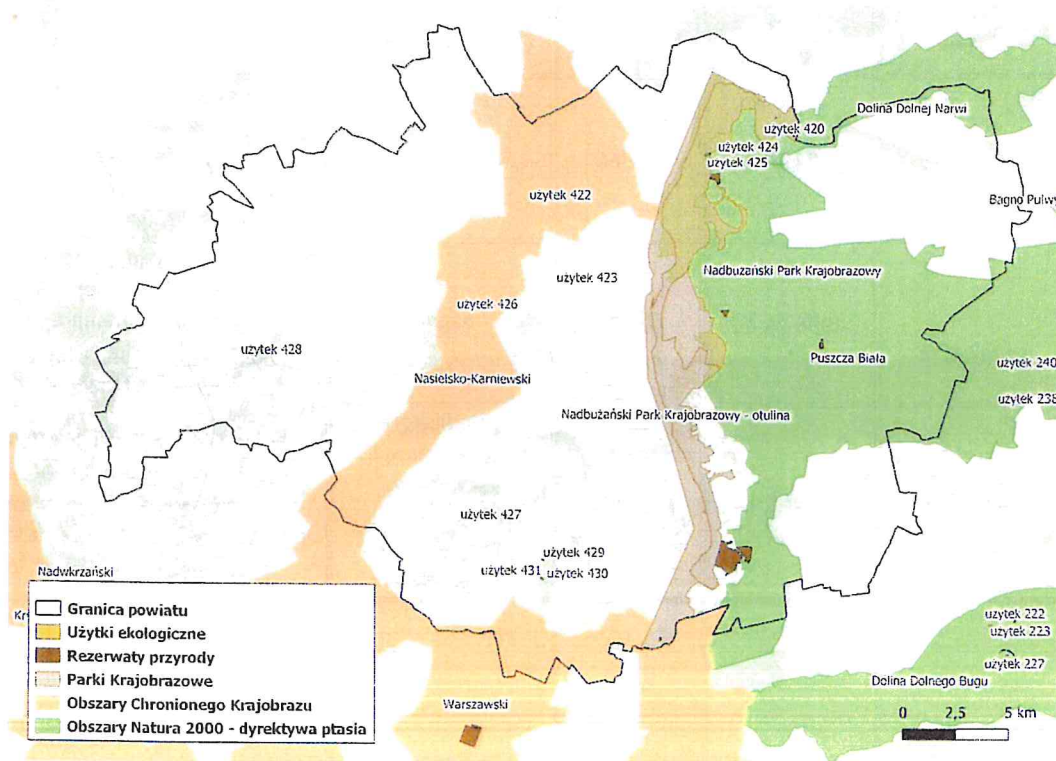 Dolina Dolnej Narwi
użytek 420
użytek 424
użytek 425
użytek 422
Bagno Pulwy
użytek 423
Nadbużański Park Krajobrazowy
użytek 426
użytek 428
Puszcza Biała
użytek 240
Nasielsko-Karniewski
użytek 238
Nadbużański Park Krajobrazowy - otulina
użytek 427
użytek 429
użytek 431
użytek 430
Nadwkrzański
Kr
Granica powiatu
Użytki ekologiczne
Rezerwaty przyrody
Parki Krajobrazowe
Obszary Chronionego Krajobrazu
Obszary Natura 2000 - dyrektywa ptasia
użytek 222
użytek 223
użytek 227
Dolina Dolnego Bugu
Warszawski
0 2,5 5 km